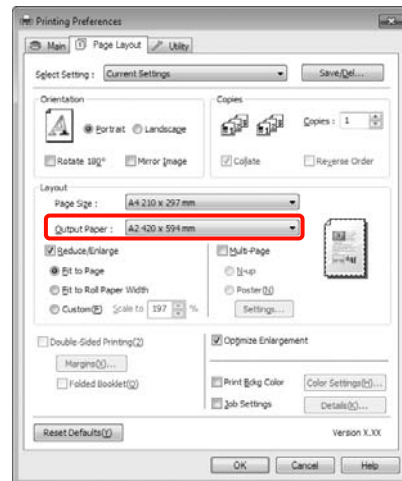 Printing Preferences
Main Page Layout Utility
Select Setting : Current Settings Save/Del...
Orientation
Portrait Landscape
Rotate 180° Mirror Image
Copies
Copies : 1
Collate Reverse Order
Layout
Page Size : A4 210 x 297 mm
Output Paper : A2 420 x 594 mm
Reduce/Enlarge
Fit to Page
Fit to Roll Paper Width
Custom(F) Scale to 197 %
Multi-Page
N-up
Poster(N)
Settings...
Double-Sided Printing(2)
Margins(X)...
Folded Booklet(Q)
Optimize Enlargement
Print Bckg Color Color Settings(H)...
Job Settings Details(K)...
Reset Defaults(Y) Version X.XX
OK Cancel Help